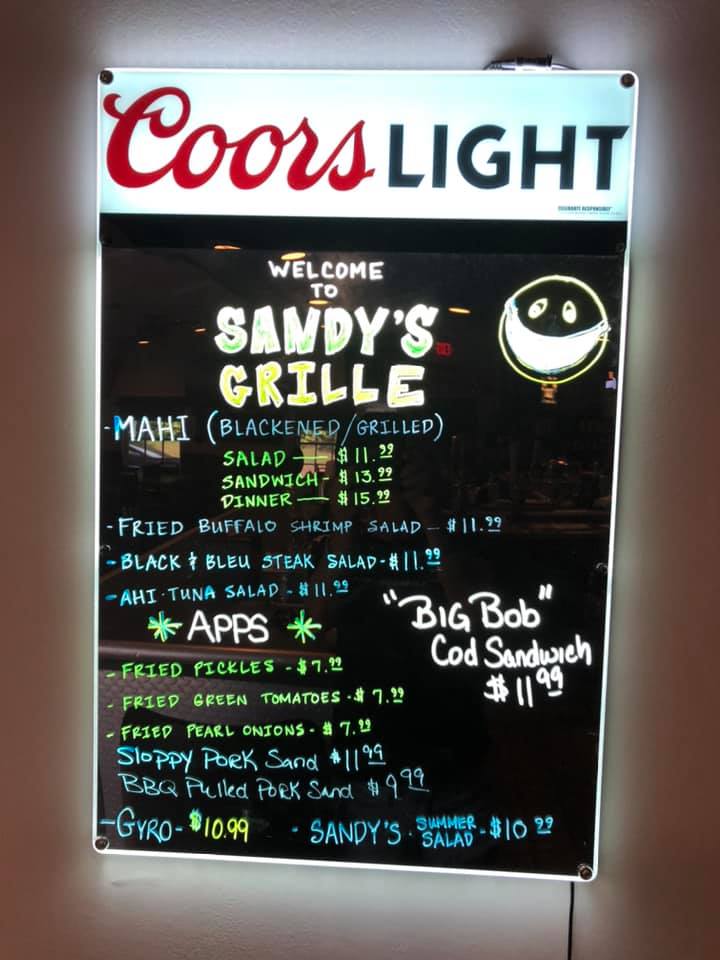 Coors LIGHT
WELCOME
TO
SANDY'S
GRILLE
- MAHI (BLACKENED/GRILLED)
SALAD — $11.99
SANDWICH - $13.99
DINNER — $15.99
- FRIED BUFFALO SHRIMP SALAD - $11.99
- BLACK & BLEU STEAK SALAD - $11.99
- AHI·TUNA SALAD - $11.99
* APPS *
"BIG BOB"
Cod Sandwich
$11 99
- FRIED PICKLES - $7.99
- FRIED GREEN TOMATOES - $7.99
- FRIED PEARL ONIONS - $7.99
Sloppy Pork Sand $11 99
BBQ Pulled Pork Sand $9 99
- GYRO - $10.99
- SANDY'S · SUMMER SALAD - $10 99